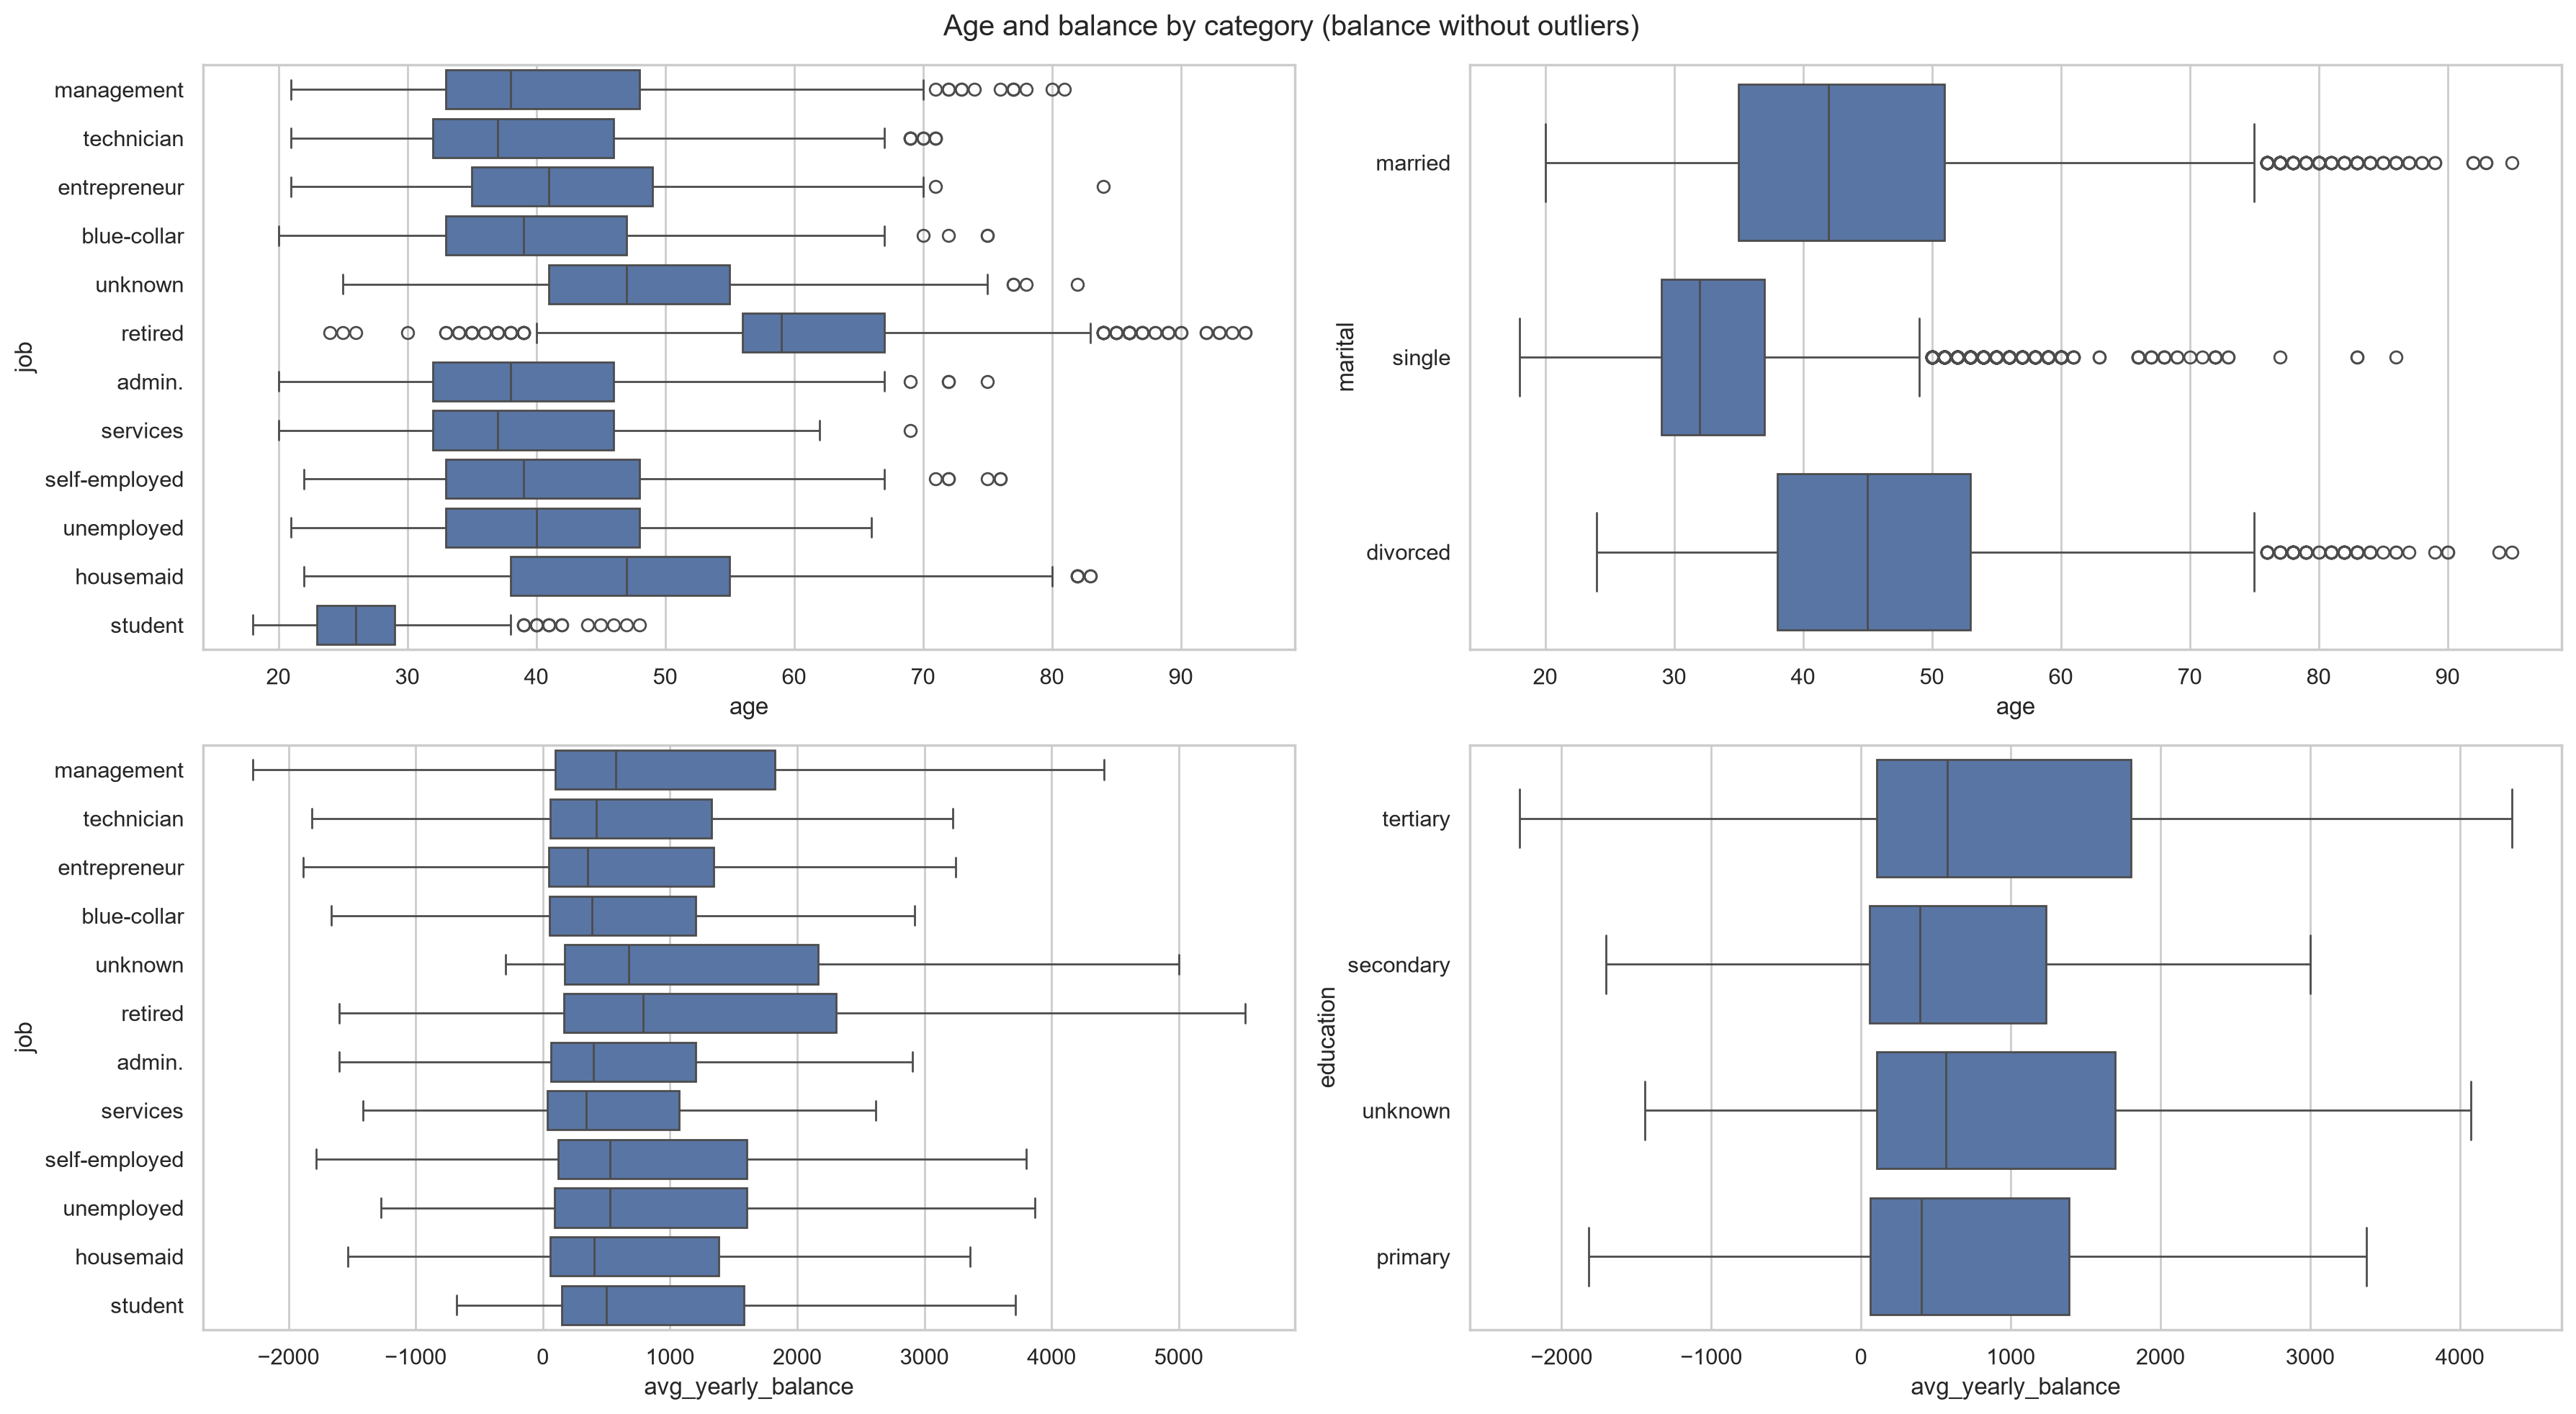 Age and balance by category (balance without outliers)
job
management
technician
entrepreneur
blue-collar
unknown
retired
admin.
services
self-employed
unemployed
housemaid
student
20 30 40 50 60 70 80 90
age
marital
married
single
divorced
20 30 40 50 60 70 80 90
age
job
management
technician
entrepreneur
blue-collar
unknown
retired
admin.
services
self-employed
unemployed
housemaid
student
−2000 −1000 0 1000 2000 3000 4000 5000
avg_yearly_balance
education
tertiary
secondary
unknown
primary
−2000 −1000 0 1000 2000 3000 4000
avg_yearly_balance